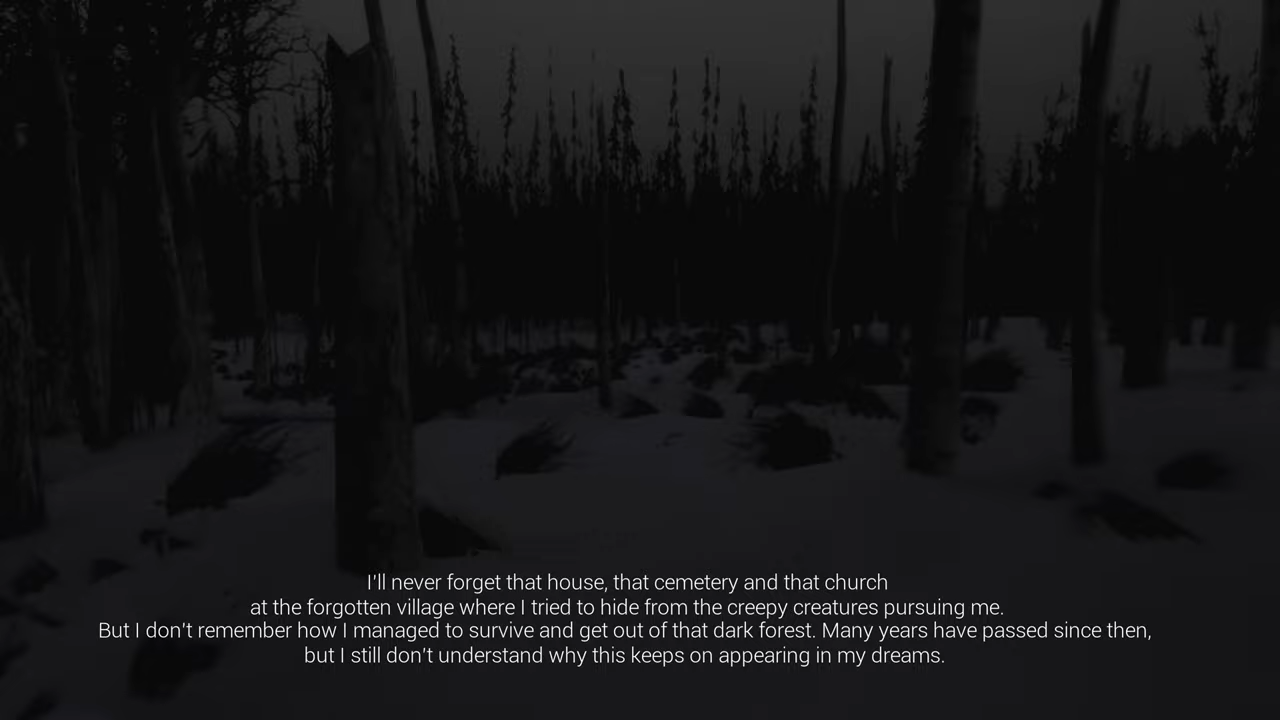 I'll never forget that house, that cemetery and that church
at the forgotten village where I tried to hide from the creepy creatures pursuing me.
But I don't remember how I managed to survive and get out of that dark forest. Many years have passed since then,
but I still don't understand why this keeps on appearing in my dreams.